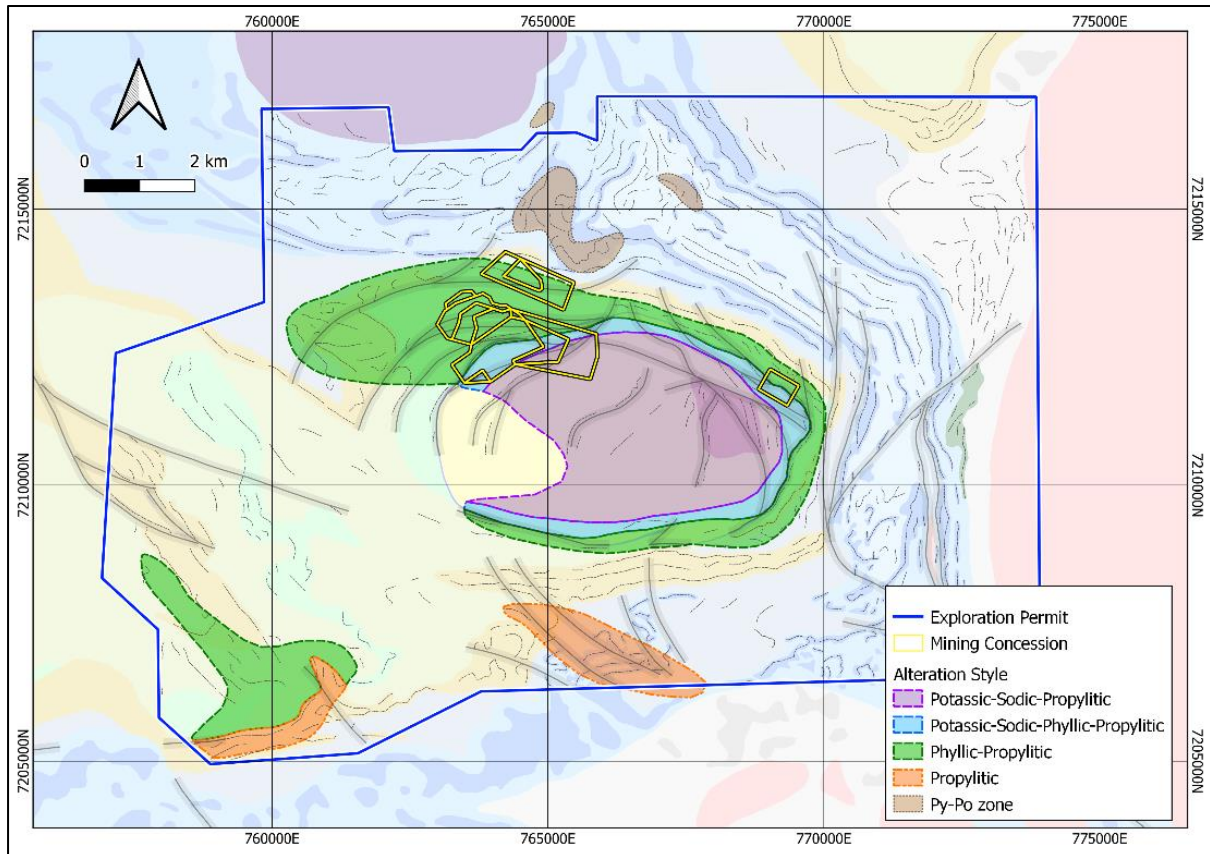 760000E 765000E 770000E 775000E
0 1 2 km
7215000N 7215000N
7210000N 7210000N
7205000N 7205000N
Exploration Permit
Mining Concession
Alteration Style
Potassic-Sodic-Propylitic
Potassic-Sodic-Phyllic-Propylitic
Phyllic-Propylitic
Propylitic
Py-Po zone
760000E 765000E 770000E 775000E